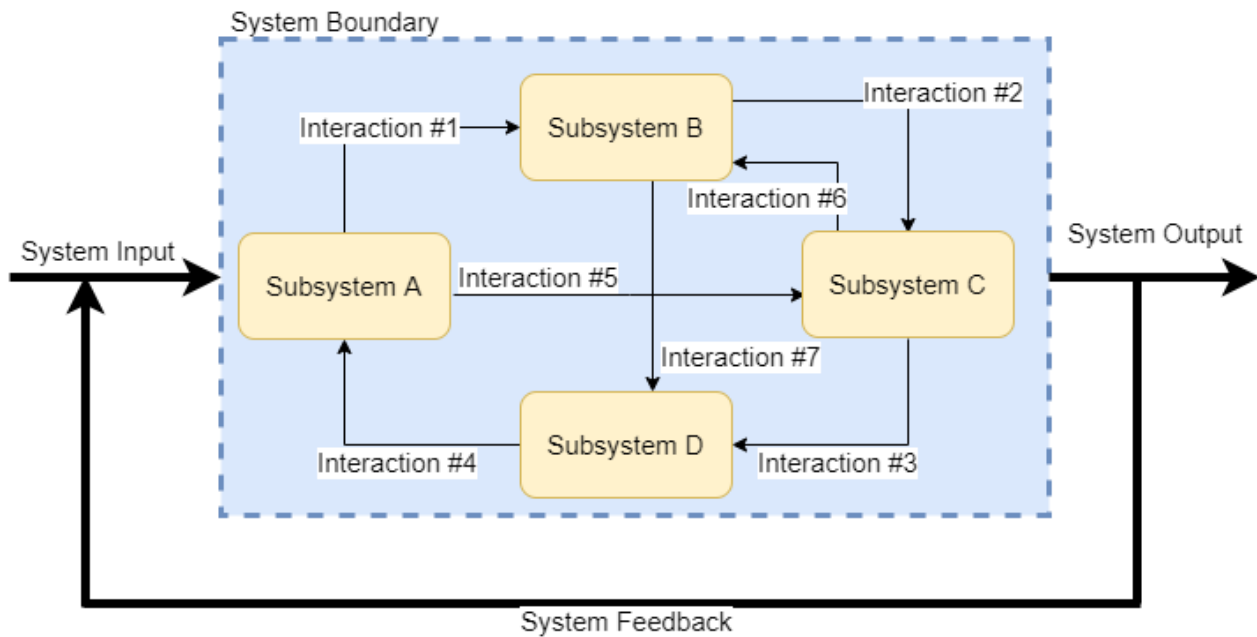 System Boundary
Interaction #2
Subsystem B
Interaction #1
Interaction #6
System Output
System Input
Interaction #5
Subsystem A
Subsystem C
Interaction #7
Subsystem D
Interaction #4
Interaction #3
System Feedback